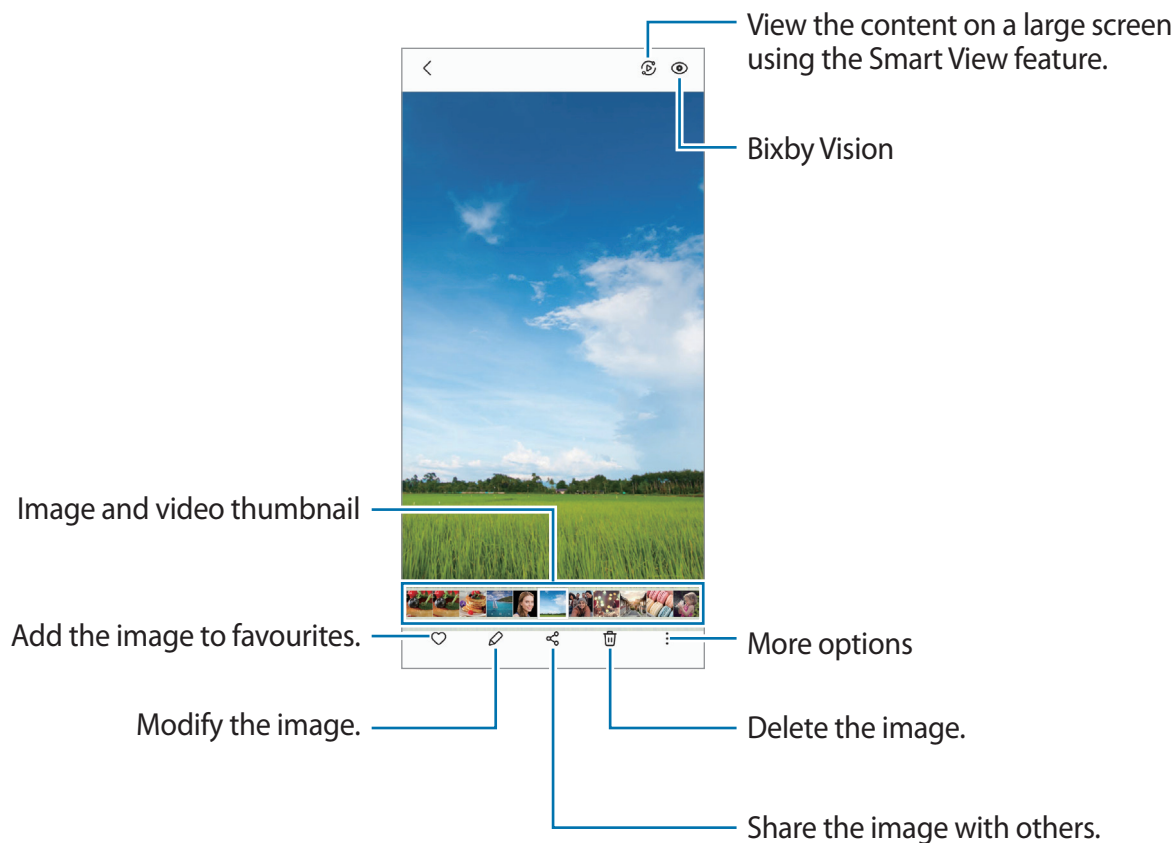 View the content on a large screen
using the Smart View feature.
Bixby Vision
Image and video thumbnail
Add the image to favourites.
More options
Modify the image.
Delete the image.
Share the image with others.